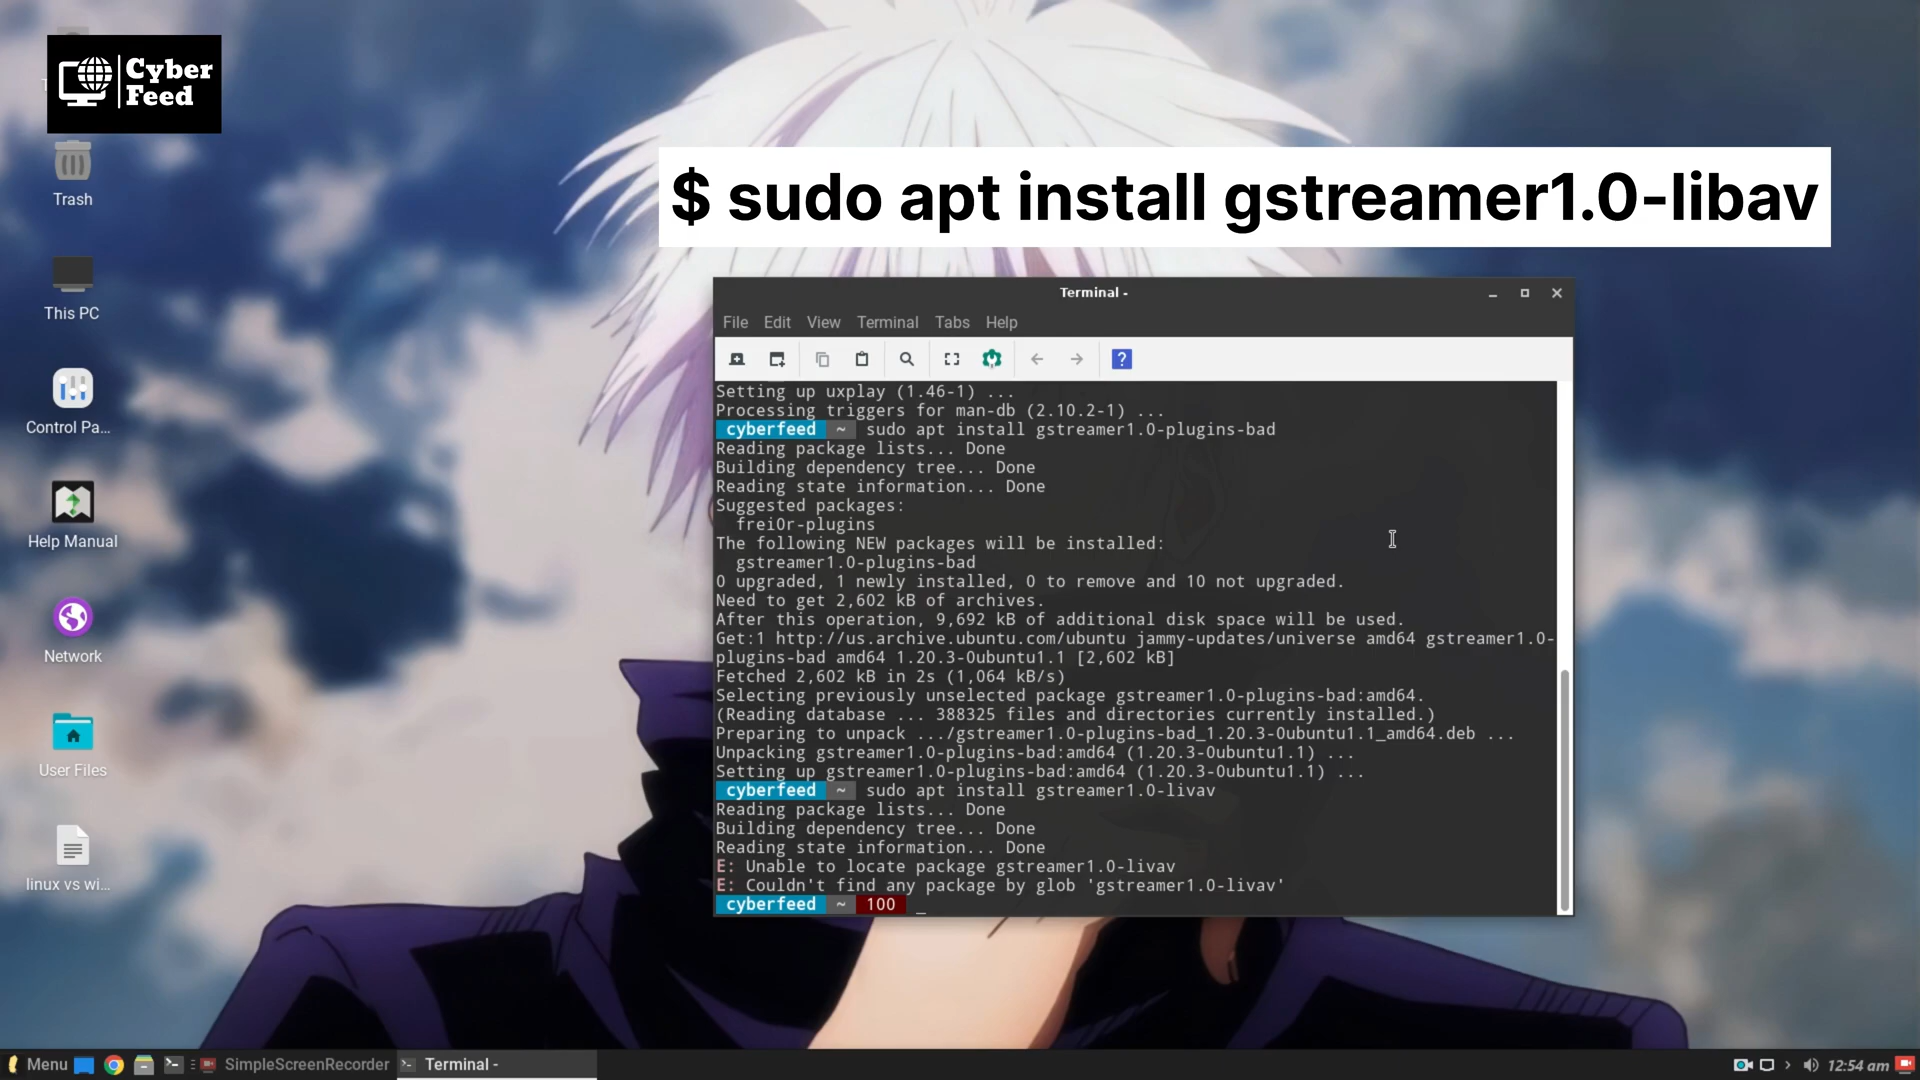 Cyber
Feed
$ sudo apt install gstreamer1.0-libav
Trash
This PC
Control Pa...
Help Manual
Network
User Files
linux vs wi...
Terminal -
File Edit View Terminal Tabs Help
?
Setting up uxplay (1.46-1) ...
Processing triggers for man-db (2.10.2-1) ...
cyberfeed ~ sudo apt install gstreamer1.0-plugins-bad
Reading package lists... Done
Building dependency tree... Done
Reading state information... Done
Suggested packages:
frei0r-plugins
The following NEW packages will be installed:
gstreamer1.0-plugins-bad
0 upgraded, 1 newly installed, 0 to remove and 10 not upgraded.
Need to get 2,602 kB of archives.
After this operation, 9,692 kB of additional disk space will be used.
Get:1 http://us.archive.ubuntu.com/ubuntu jammy-updates/universe amd64 gstreamer1.0-
plugins-bad amd64 1.20.3-0ubuntu1.1 [2,602 kB]
Fetched 2,602 kB in 2s (1,064 kB/s)
Selecting previously unselected package gstreamer1.0-plugins-bad:amd64.
(Reading database ... 388325 files and directories currently installed.)
Preparing to unpack .../gstreamer1.0-plugins-bad_1.20.3-0ubuntu1.1_amd64.deb ...
Unpacking gstreamer1.0-plugins-bad:amd64 (1.20.3-0ubuntu1.1) ...
Setting up gstreamer1.0-plugins-bad:amd64 (1.20.3-0ubuntu1.1) ...
cyberfeed ~ sudo apt install gstreamer1.0-livav
Reading package lists... Done
Building dependency tree... Done
Reading state information... Done
E: Unable to locate package gstreamer1.0-livav
E: Couldn't find any package by glob 'gstreamer1.0-livav'
cyberfeed ~ 100 _
Menu SimpleScreenRecorder Terminal - 12:54 am